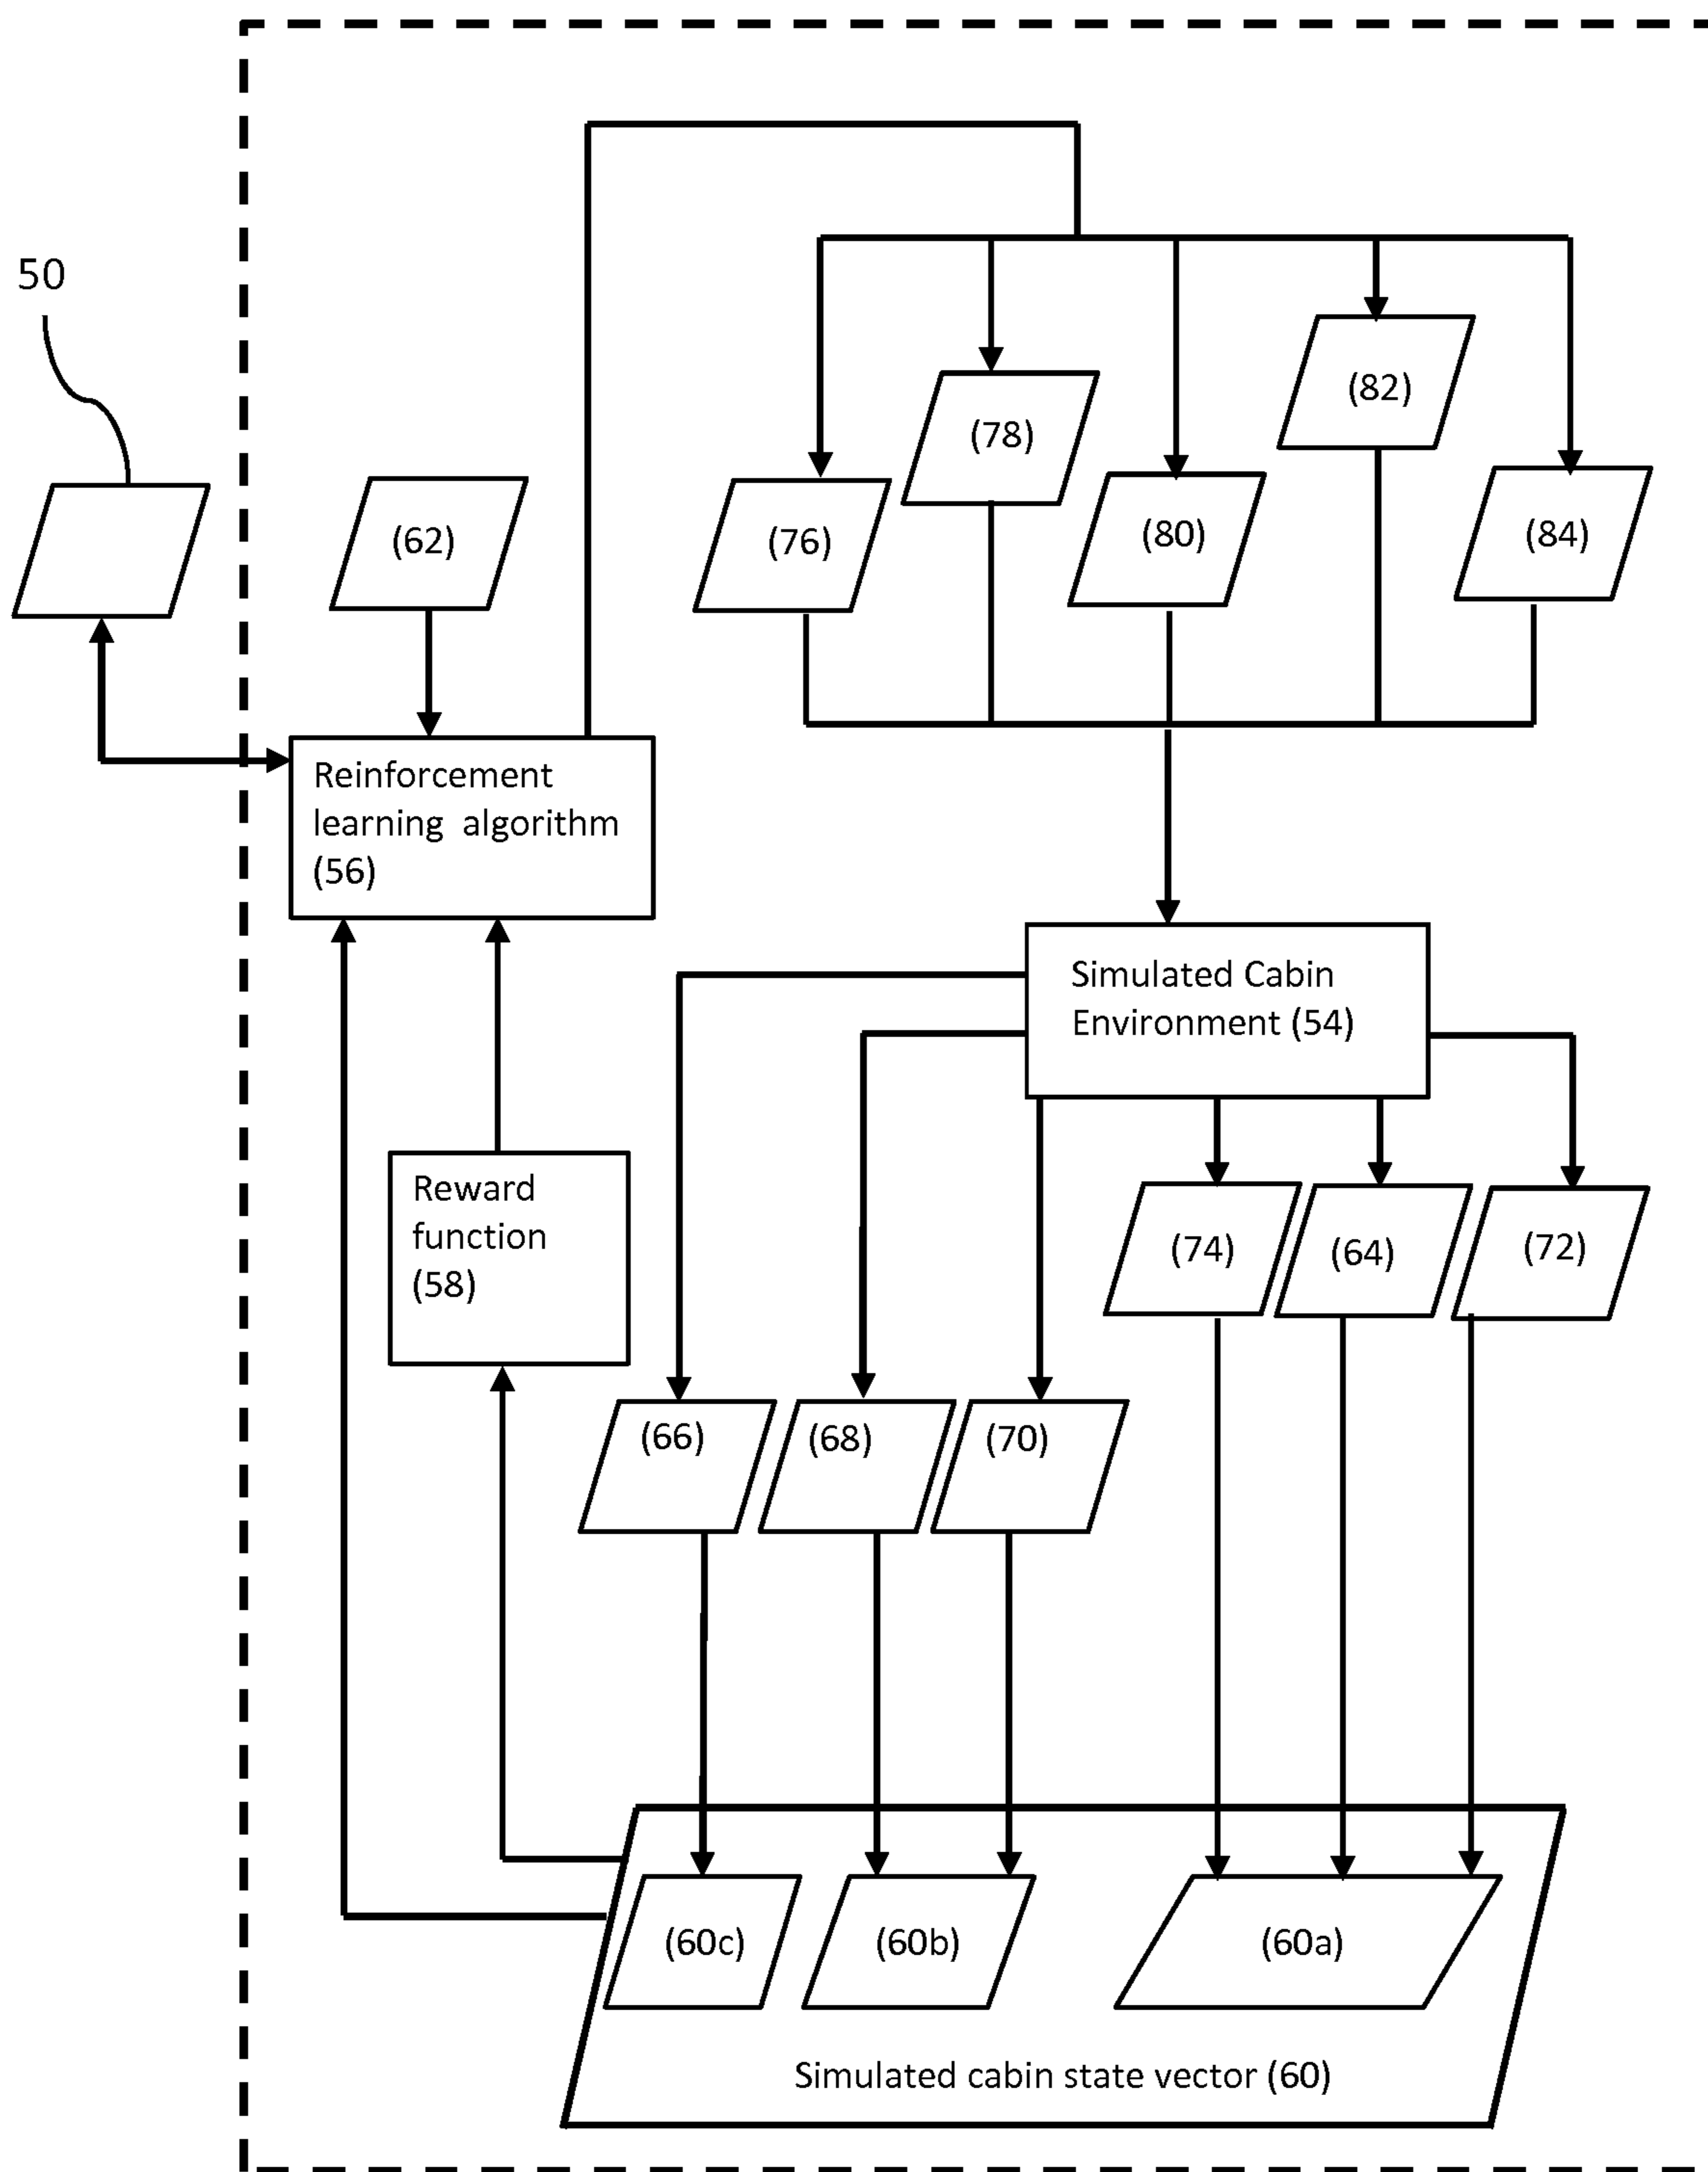 50
(82)
(78)
(62)
(76)
(80)
(84)
Reinforcement
learning algorithm
(56)
Simulated Cabin
Environment (54)
Reward
function
(58)
(74)
(64)
(72)
(66)
(68)
(70)
(60c)
(60b)
(60a)
Simulated cabin state vector (60)